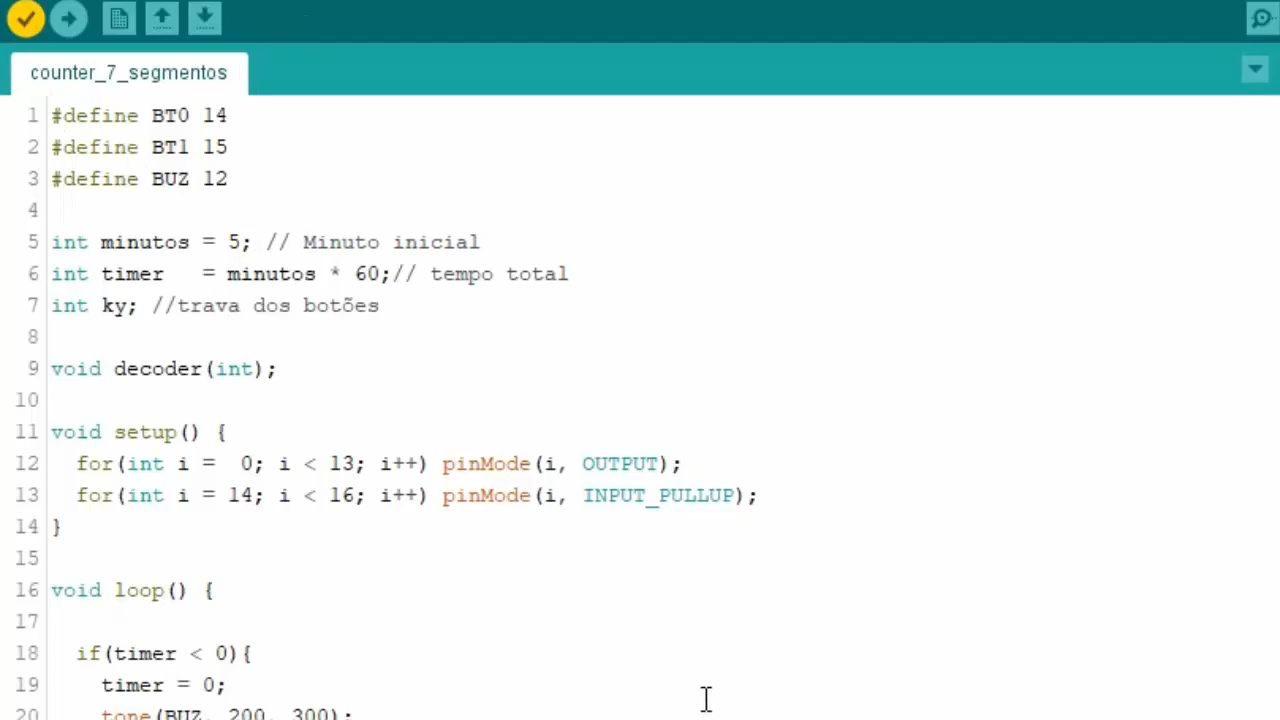 counter_7_segmentos
1 #define BT0 14
2 #define BT1 15
3 #define BUZ 12
4
5 int minutos = 5; // Minuto inicial
6 int timer   = minutos * 60;// tempo total
7 int ky; //trava dos botões
8
9 void decoder(int);
10
11 void setup() {
12   for(int i =  0; i < 13; i++) pinMode(i, OUTPUT);
13   for(int i = 14; i < 16; i++) pinMode(i, INPUT_PULLUP);
14 }
15
16 void loop() {
17
18   if(timer < 0){
19     timer = 0;
20     tone(BUZ, 200, 300);